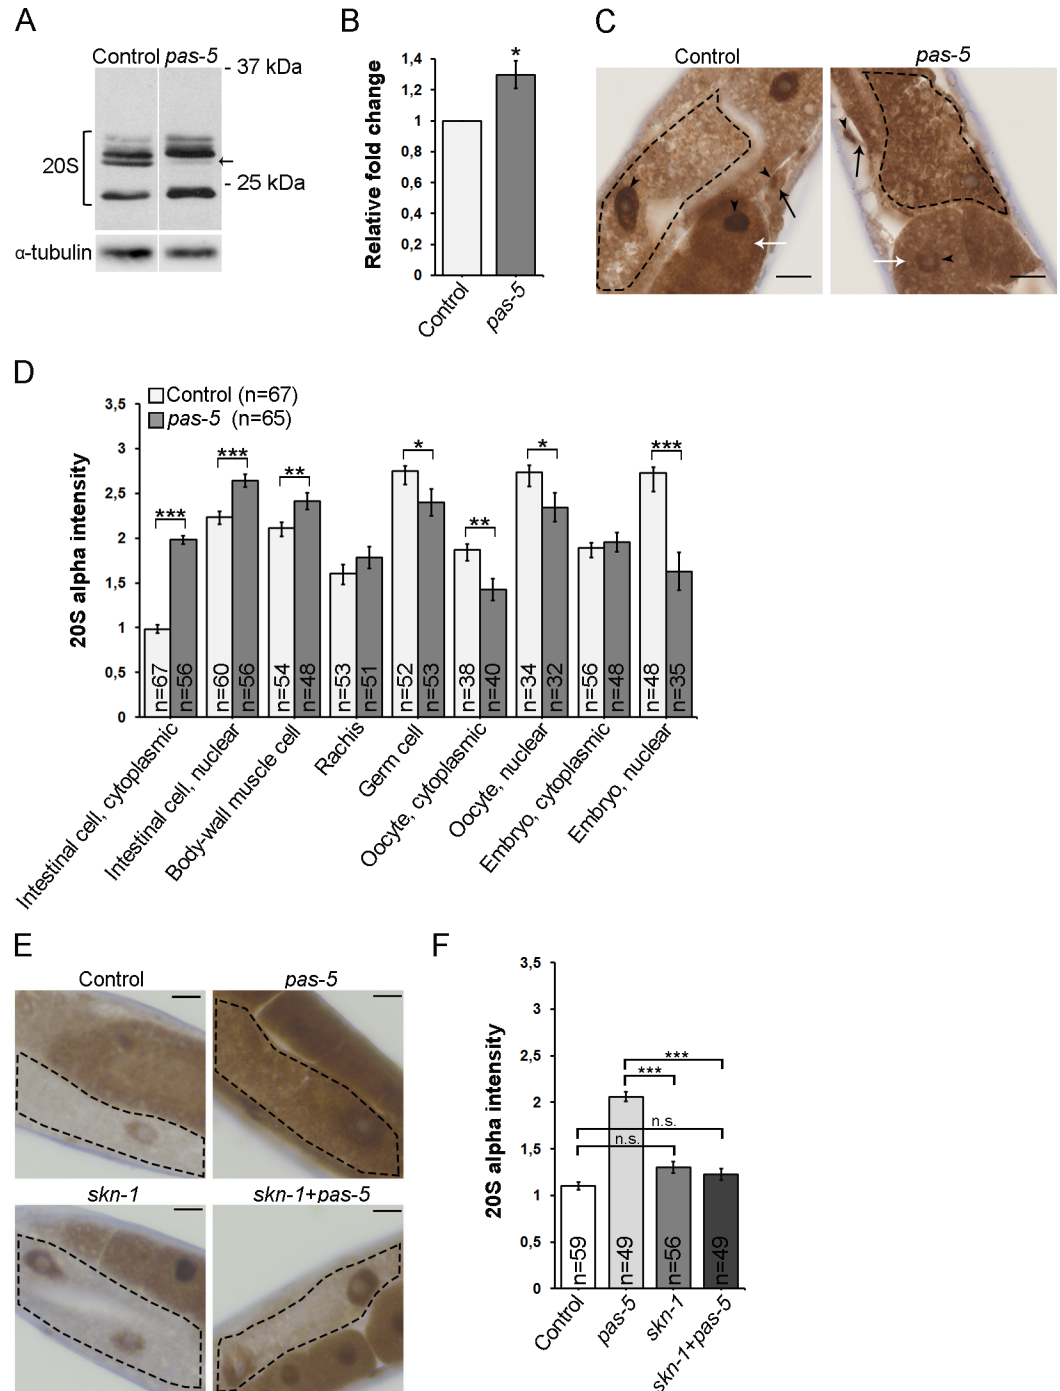 A
Control pas-5
- 37 kDa
20S
- 25 kDa
α-tubulin
B
Relative fold change
1,4
1,2
1
0,8
0,6
0,4
0,2
0
*
Control
pas-5
C
Control
pas-5
D
Control (n=67)
pas-5 (n=65)
20S alpha intensity
3,5
3
2,5
2
1,5
1
0,5
0
***
***
**
*
**
*
***
n=67
n=56
n=60
n=56
n=54
n=48
n=53
n=51
n=52
n=53
n=38
n=40
n=34
n=32
n=56
n=48
n=48
n=35
Intestinal cell, cytoplasmic
Intestinal cell, nuclear
Body-wall muscle cell
Rachis
Germ cell
Oocyte, cytoplasmic
Oocyte, nuclear
Embryo, cytoplasmic
Embryo, nuclear
E
Control
pas-5
skn-1
skn-1+pas-5
F
20S alpha intensity
3,5
3
2,5
2
1,5
1
0,5
0
***
***
n.s.
n.s.
n=59
n=49
n=56
n=49
Control
pas-5
skn-1
skn-1+pas-5